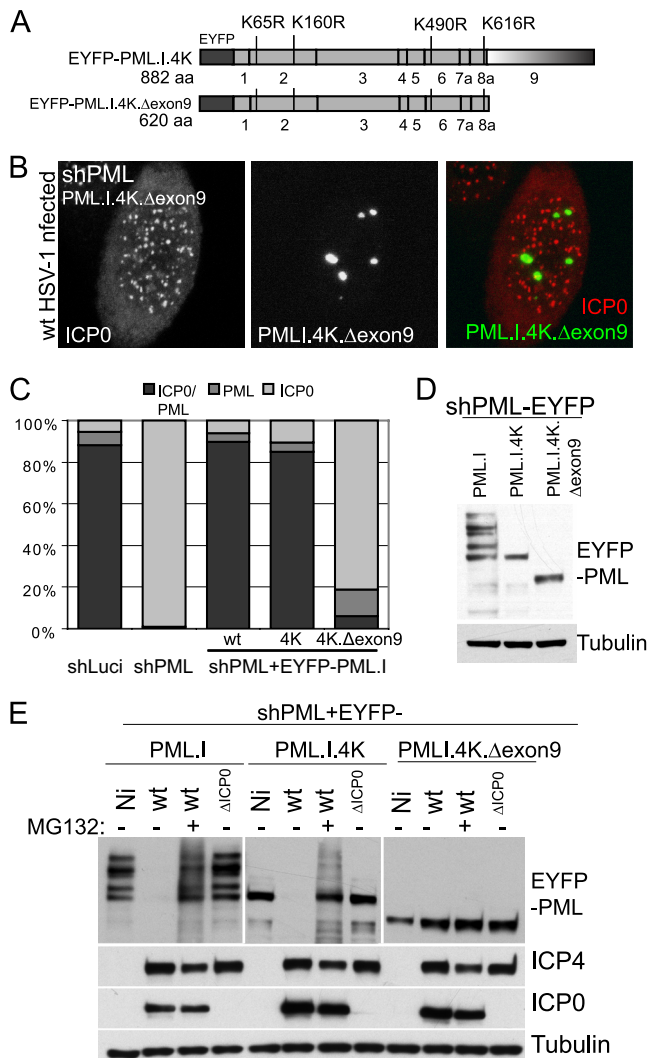 A
K65R K160R K490R K616R
EYFP
EYFP-PML.I.4K
882 aa
1 2 3 4 5 6 7a 8a 9
EYFP-PML.I.4K.Δexon9
620 aa
1 2 3 4 5 6 7a 8a
B
wt HSV-1 nfected
shPML
PML.I.4K.Δexon9
ICP0
PMLI.4K.Δexon9
ICP0
PMLI.4K.Δexon9
C
ICP0/PML PML ICP0
100%
80%
60%
40%
20%
0%
wt 4K 4K.Δexon9
shLuci shPML shPML+EYFP-PML.I
D
shPML-EYFP
PML.I
PML.I.4K
PML.I.4K.Δexon9
EYFP
-PML
Tubulin
E
shPML+EYFP-
PML.I PML.I.4K PMLI.4K.Δexon9
Ni wt wt ΔICP0 Ni wt wt ΔICP0 Ni wt wt ΔICP0
MG132: - - + - - - + - - - + -
EYFP
-PML
ICP4
ICP0
Tubulin